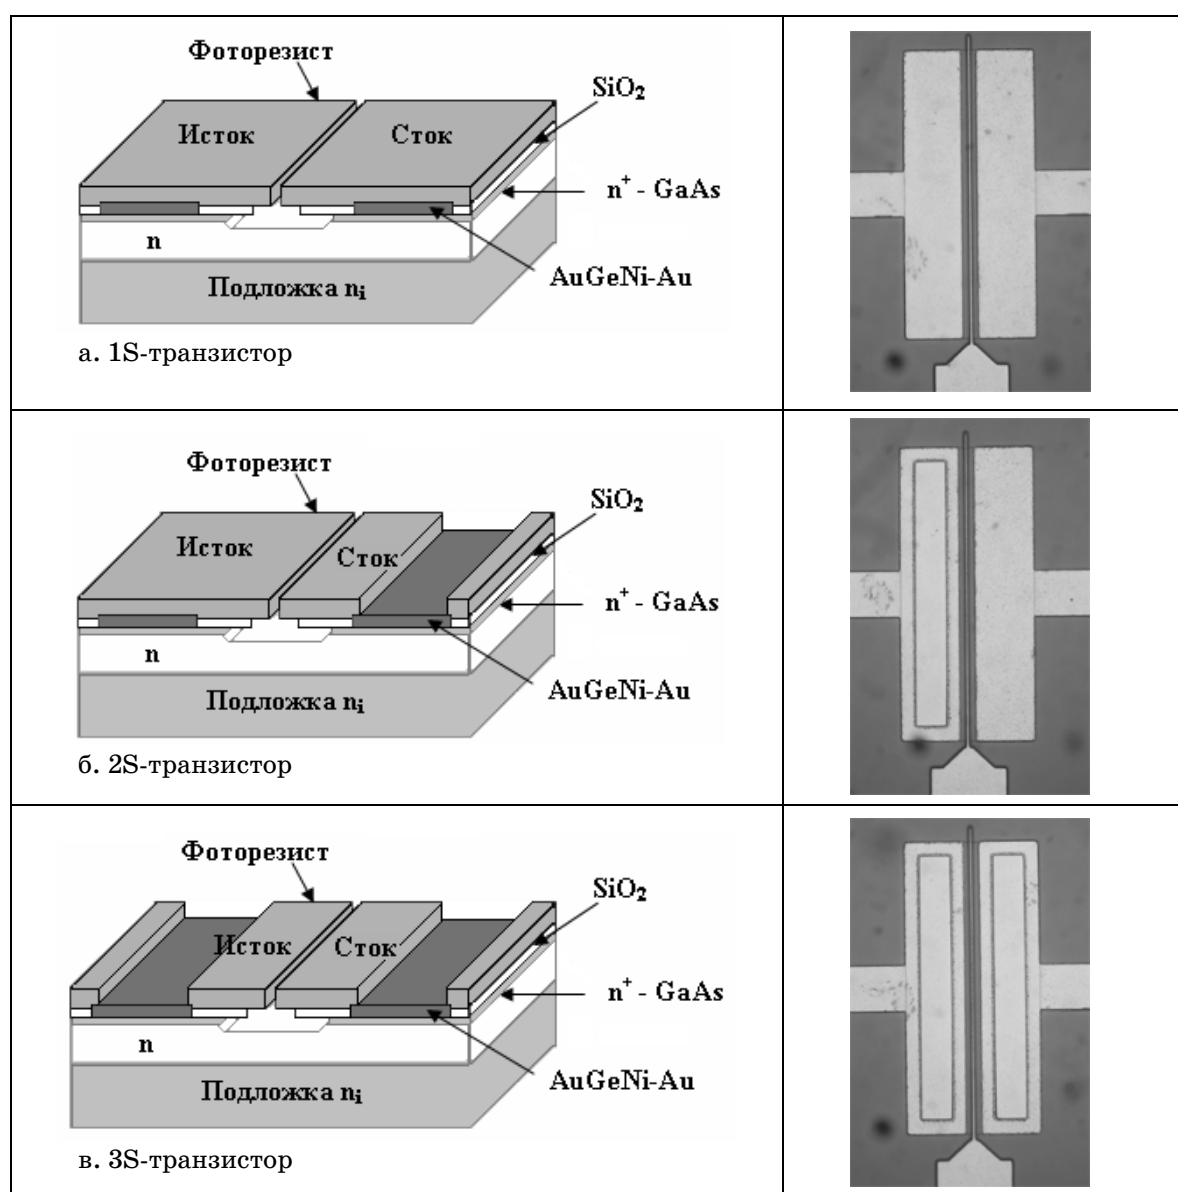 Фоторезист
SiO₂
Исток
Сток
n⁺ - GaAs
n
AuGeNi-Au
Подложка nᵢ
а. 1S-транзистор
Фоторезист
SiO₂
Исток
Сток
n⁺ - GaAs
n
AuGeNi-Au
Подложка nᵢ
б. 2S-транзистор
Фоторезист
SiO₂
Исток
Сток
n⁺ - GaAs
n
AuGeNi-Au
Подложка nᵢ
в. 3S-транзистор